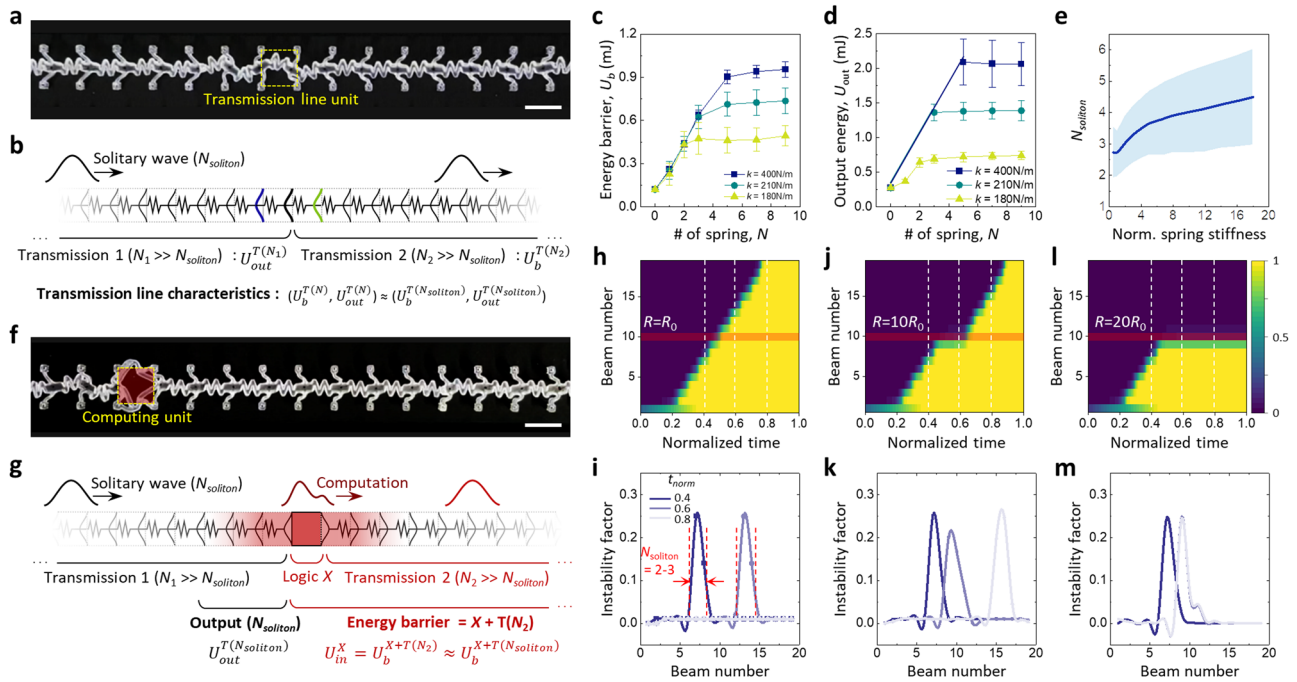 a
Transmission line unit
b
Solitary wave (N_soliton)
... ...
Transmission 1 (N₁ >> N_soliton) : U_out^T(N₁)
Transmission 2 (N₂ >> N_soliton) : U_b^T(N₂)
Transmission line characteristics : (U_b^T(N), U_out^T(N)) ≈ (U_b^T(N_soliton), U_out^T(N_soliton))
c
Energy barrier, U_b (mJ)
1.2
0.9
0.6
0.3
0.0
k = 400N/m
k = 210N/m
k = 180N/m
0 2 4 6 8 10
# of spring, N
d
Output energy, U_out (mJ)
2.5
2.0
1.5
1.0
0.5
0.0
k = 400N/m
k = 210N/m
k = 180N/m
0 2 4 6 8 10
# of spring, N
e
N_soliton
6
5
4
3
2
1
0 5 10 15 20
Norm. spring stiffness
f
Computing unit
g
Solitary wave (N_soliton)
Computation
... ...
Transmission 1 (N₁ >> N_soliton)
Logic X
Transmission 2 (N₂ >> N_soliton)
...
Output (N_soliton)
Energy barrier = X + T(N₂)
U_out^T(N_soliton)
U_in^X = U_b^X+T(N₂) ≈ U_b^X+T(N_soliton)
h
Beam number
15
10
5
R=R₀
0.0 0.2 0.4 0.6 0.8 1.0
Normalized time
j
Beam number
15
10
5
R=10R₀
0.0 0.2 0.4 0.6 0.8 1.0
Normalized time
l
Beam number
15
10
5
R=20R₀
0.0 0.2 0.4 0.6 0.8 1.0
Normalized time
1
0.5
0
i
Instability factor
0.3
0.2
0.1
0.0
t_norm
0.4
0.6
0.8
N_soliton
= 2-3
0 5 10 15 20
Beam number
k
Instability factor
0.3
0.2
0.1
0.0
0 5 10 15 20
Beam number
m
Instability factor
0.3
0.2
0.1
0.0
0 5 10 15 20
Beam number